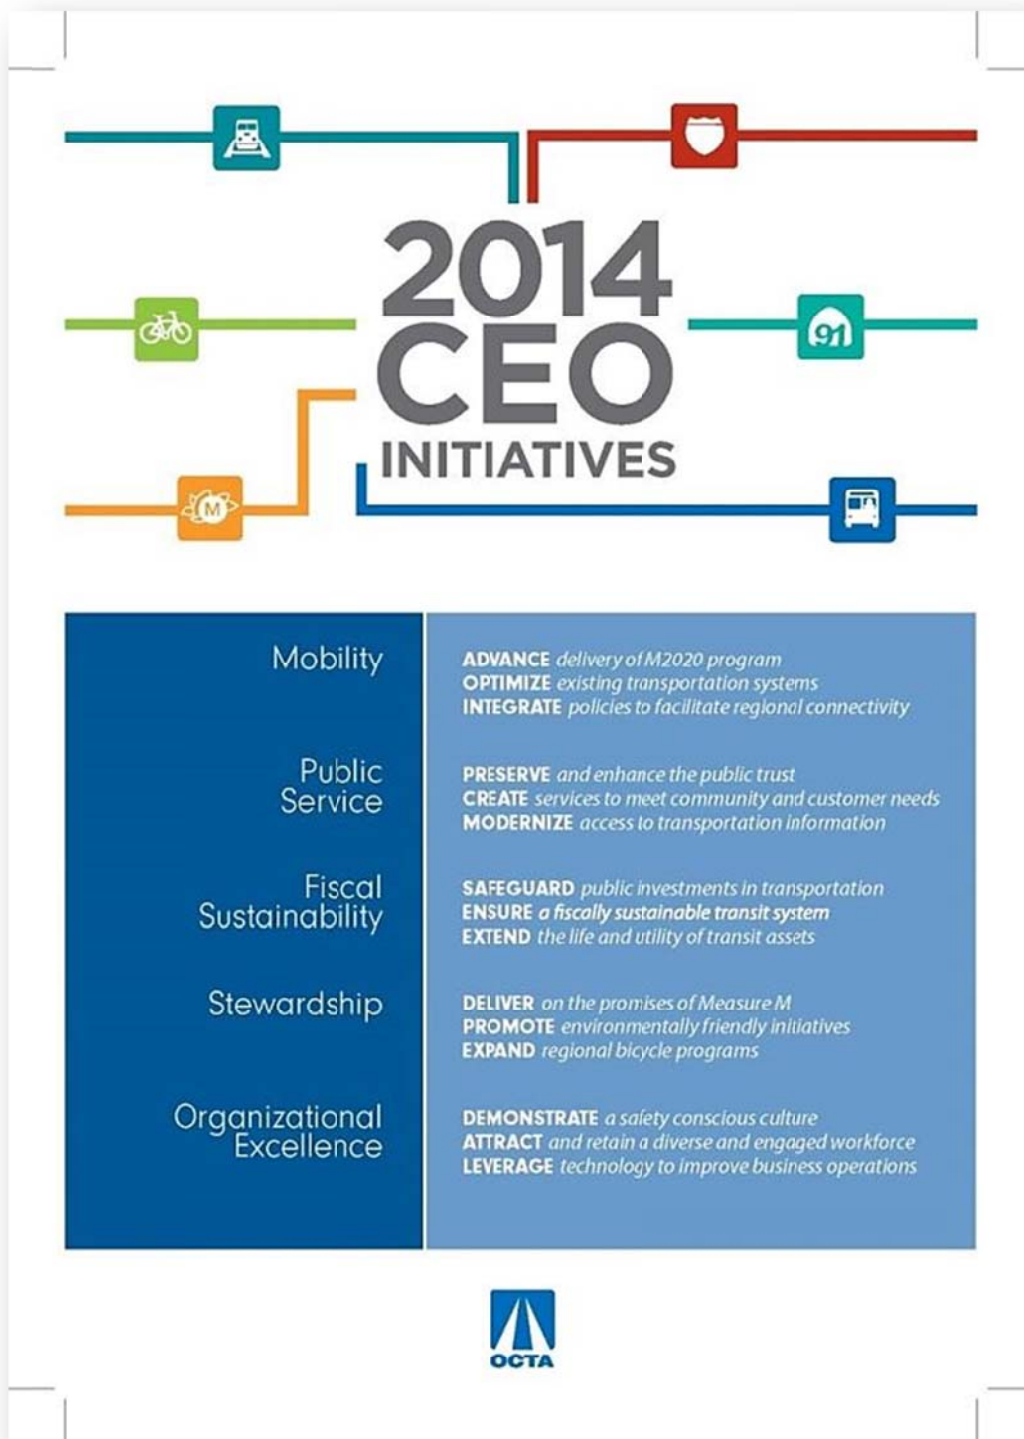 2014
CEO
INITIATIVES
91
M
Mobility
ADVANCE delivery of M2020 program
OPTIMIZE existing transportation systems
INTEGRATE policies to facilitate regional connectivity
Public
Service
PRESERVE and enhance the public trust
CREATE services to meet community and customer needs
MODERNIZE access to transportation information
Fiscal
Sustainability
SAFEGUARD public investments in transportation
ENSURE a fiscally sustainable transit system
EXTEND the life and utility of transit assets
Stewardship
DELIVER on the promises of Measure M
PROMOTE environmentally friendly initiatives
EXPAND regional bicycle programs
Organizational
Excellence
DEMONSTRATE a safety conscious culture
ATTRACT and retain a diverse and engaged workforce
LEVERAGE technology to improve business operations
OCTA